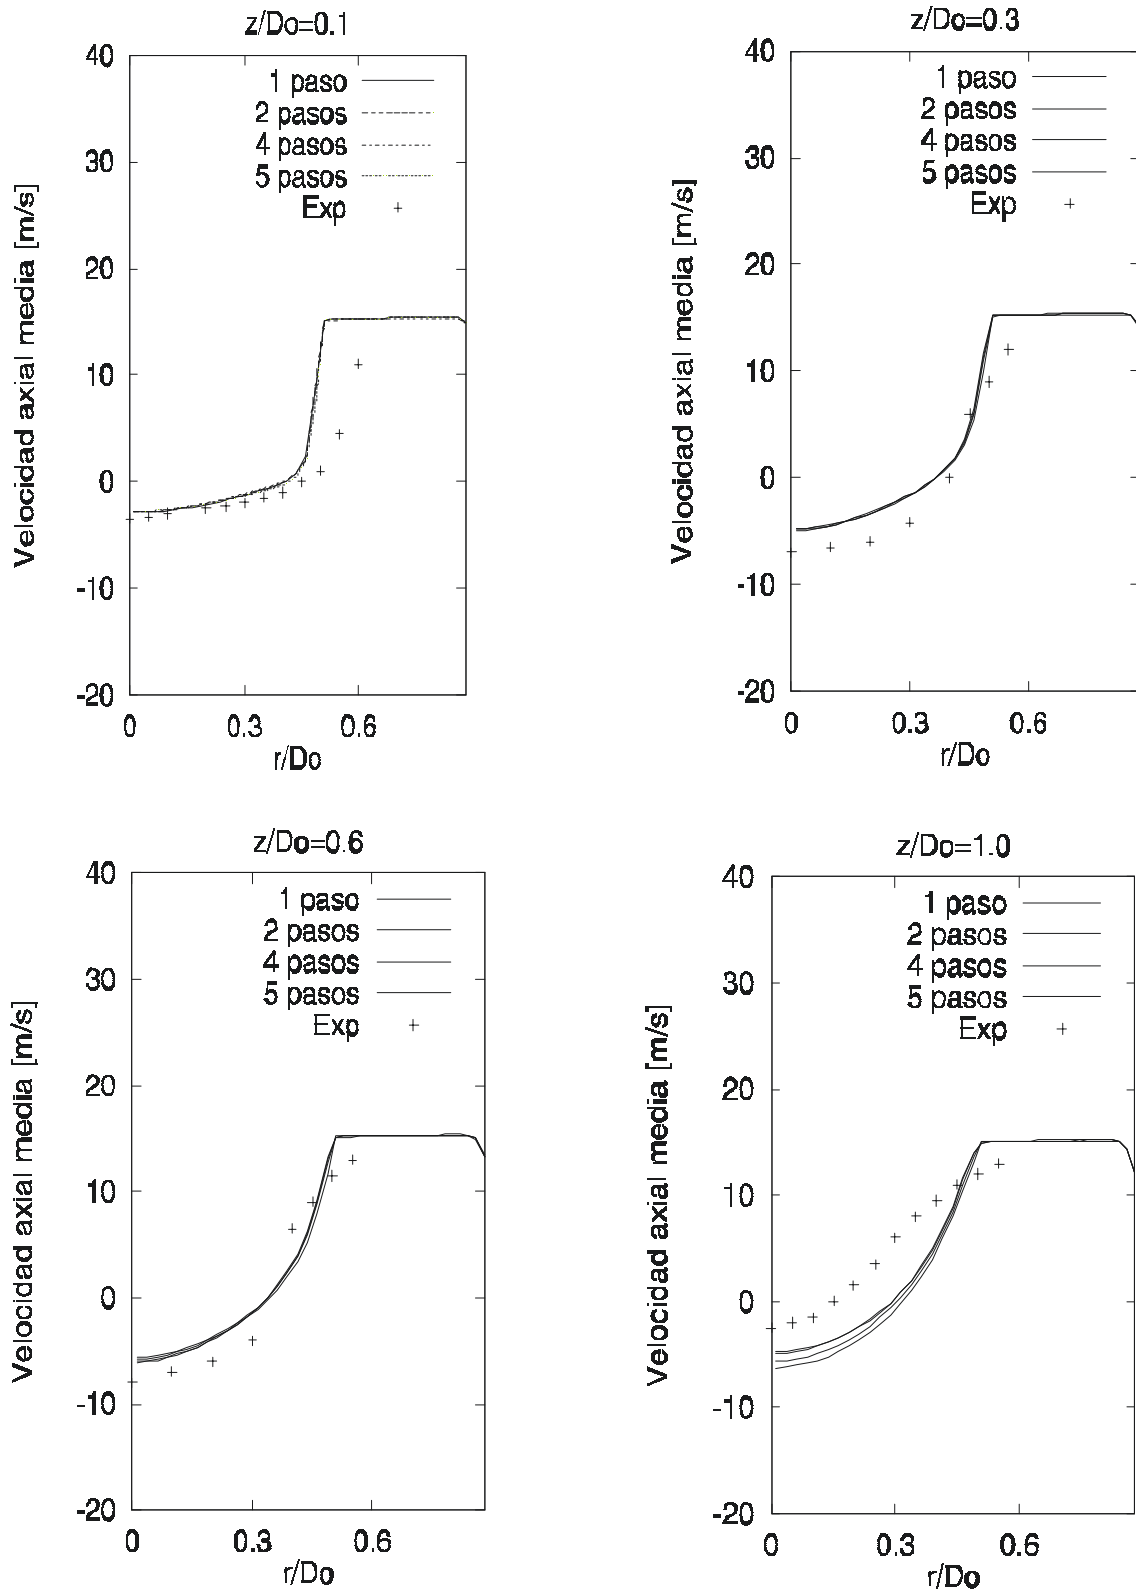 z/Do=0.1
40
1 paso
2 pasos
30
4 pasos
5 pasos
Exp
20
10
0
-10
-20
Velocidad axial media [m/s]
0
0.3
0.6
r/Do
z/Do=0.3
40
1 paso
2 pasos
30
4 pasos
5 pasos
Exp
20
10
0
-10
-20
Velocidad axial media [m/s]
0
0.3
0.6
r/Do
z/Do=0.6
40
1 paso
2 pasos
4 pasos
30
5 pasos
Exp
20
10
0
-10
-20
Velocidad axial media [m/s]
0
0.3
0.6
r/Do
z/Do=1.0
40
1 paso
2 pasos
4 pasos
30
5 pasos
Exp
20
10
0
-10
-20
Velocidad axial media [m/s]
0
0.3
0.6
r/Do